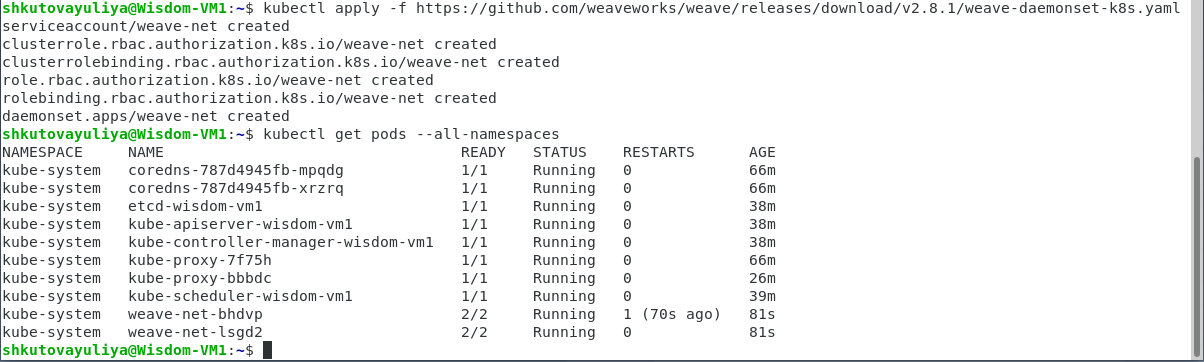 shkutovayuliya@Wisdom-VM1:~$ kubectl apply -f https://github.com/weaveworks/weave/releases/download/v2.8.1/weave-daemonset-k8s.yaml
serviceaccount/weave-net created
clusterrole.rbac.authorization.k8s.io/weave-net created
clusterrolebinding.rbac.authorization.k8s.io/weave-net created
role.rbac.authorization.k8s.io/weave-net created
rolebinding.rbac.authorization.k8s.io/weave-net created
daemonset.apps/weave-net created
shkutovayuliya@Wisdom-VM1:~$ kubectl get pods --all-namespaces
NAMESPACE     NAME                                 READY   STATUS    RESTARTS      AGE
kube-system   coredns-787d4945fb-mpqdg             1/1     Running   0             66m
kube-system   coredns-787d4945fb-xrzrq             1/1     Running   0             66m
kube-system   etcd-wisdom-vm1                      1/1     Running   0             38m
kube-system   kube-apiserver-wisdom-vm1            1/1     Running   0             38m
kube-system   kube-controller-manager-wisdom-vm1   1/1     Running   0             38m
kube-system   kube-proxy-7f75h                     1/1     Running   0             66m
kube-system   kube-proxy-bbbdc                     1/1     Running   0             26m
kube-system   kube-scheduler-wisdom-vm1            1/1     Running   0             39m
kube-system   weave-net-bhdvp                      2/2     Running   1 (70s ago)   81s
kube-system   weave-net-lsgd2                      2/2     Running   0             81s
shkutovayuliya@Wisdom-VM1:~$